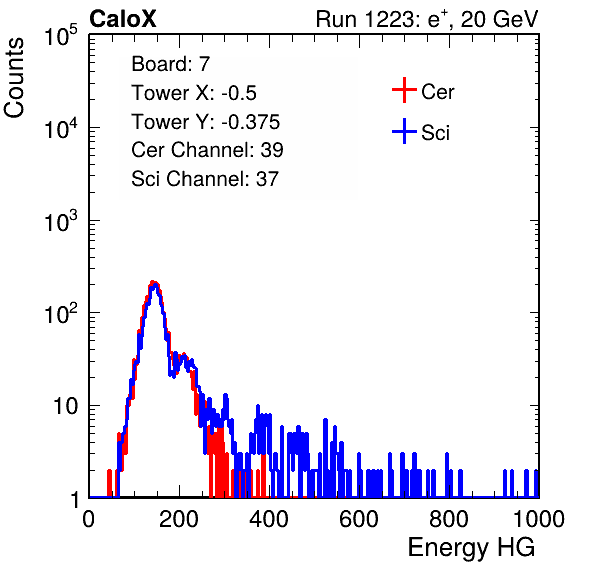 CaloX
Run 1223: e⁺, 20 GeV
Counts
10⁵
10⁴
10³
10²
10
1
Board: 7
Tower X: -0.5
Tower Y: -0.375
Cer Channel: 39
Sci Channel: 37
Cer
Sci
0 200 400 600 800 1000
Energy HG